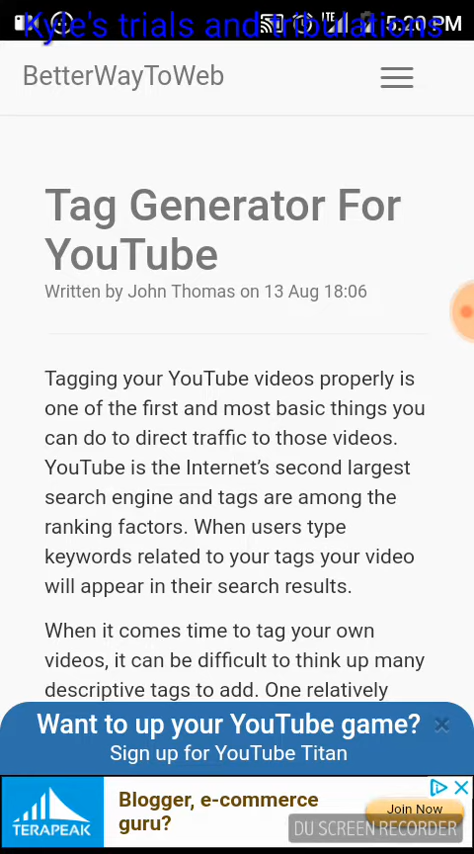 Kyle's trials and tribulations
LTE 5:20 PM
BetterWayToWeb
Tag Generator For
YouTube
Written by John Thomas on 13 Aug 18:06
Tagging your YouTube videos properly is
one of the first and most basic things you
can do to direct traffic to those videos.
YouTube is the Internet's second largest
search engine and tags are among the
ranking factors. When users type
keywords related to your tags your video
will appear in their search results.
When it comes time to tag your own
videos, it can be difficult to think up many
descriptive tags to add. One relatively
Want to up your YouTube game? ×
Sign up for YouTube Titan
TERAPEAK
Blogger, e-commerce
guru?
Join Now
DU SCREEN RECORDER